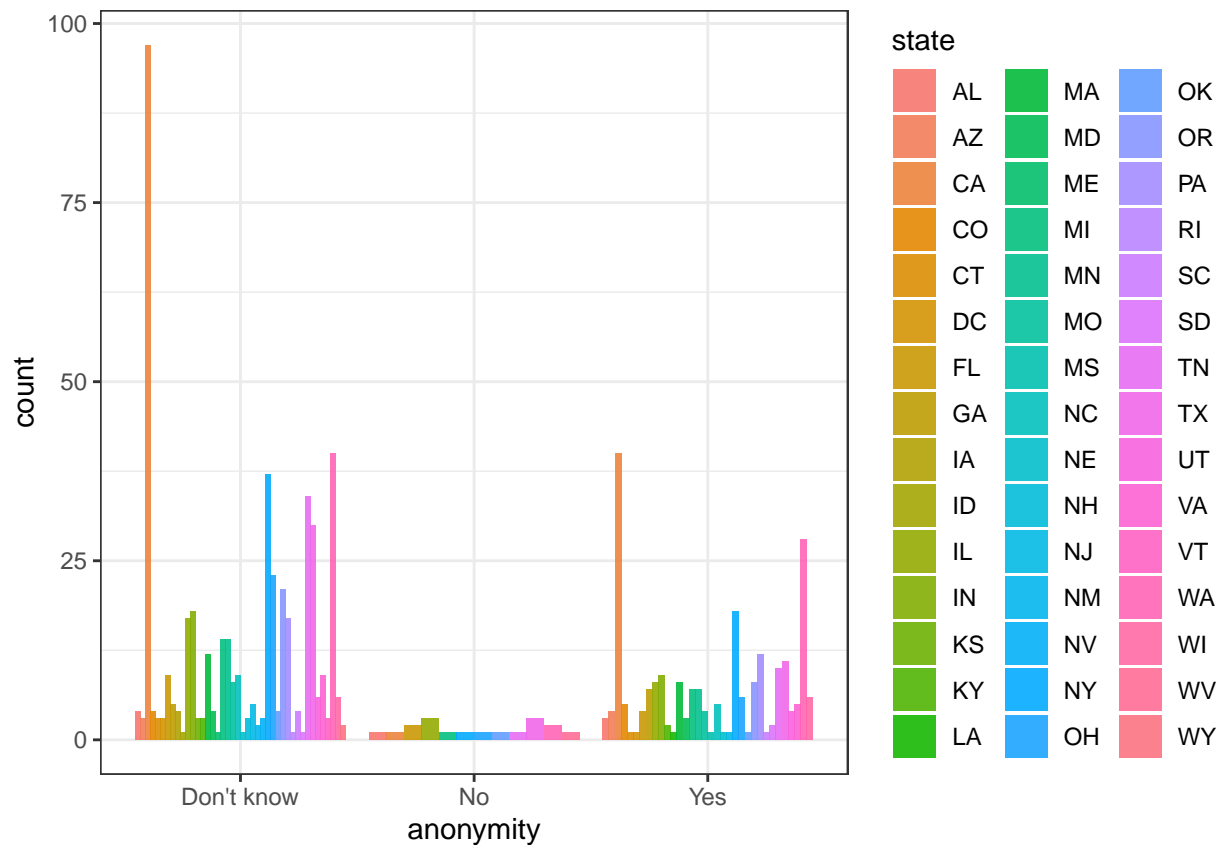 100
75
50
25
0
count
Don't know No Yes
anonymity
state
AL MA OK
AZ MD OR
CA ME PA
CO MI RI
CT MN SC
DC MO SD
FL MS TN
GA NC TX
IA NE UT
ID NH VA
IL NJ VT
IN NM WA
KS NV WI
KY NY WV
LA OH WY